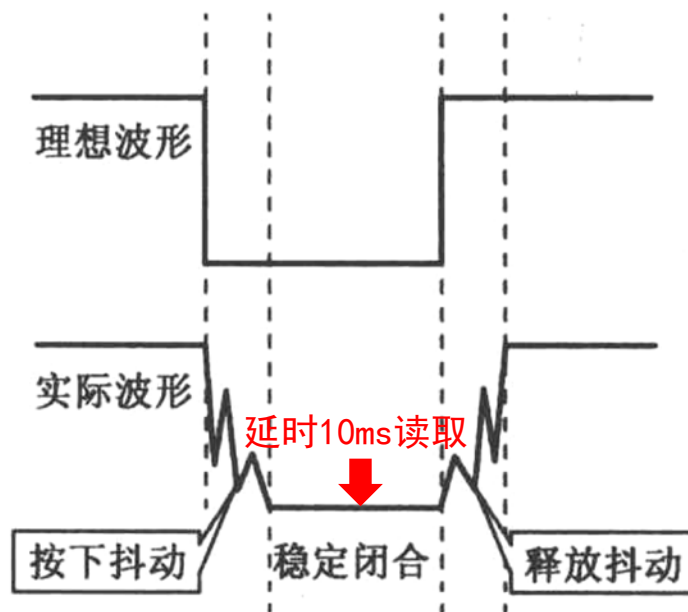 理想波形
实际波形
延时10ms读取
按下抖动
稳定闭合
释放抖动